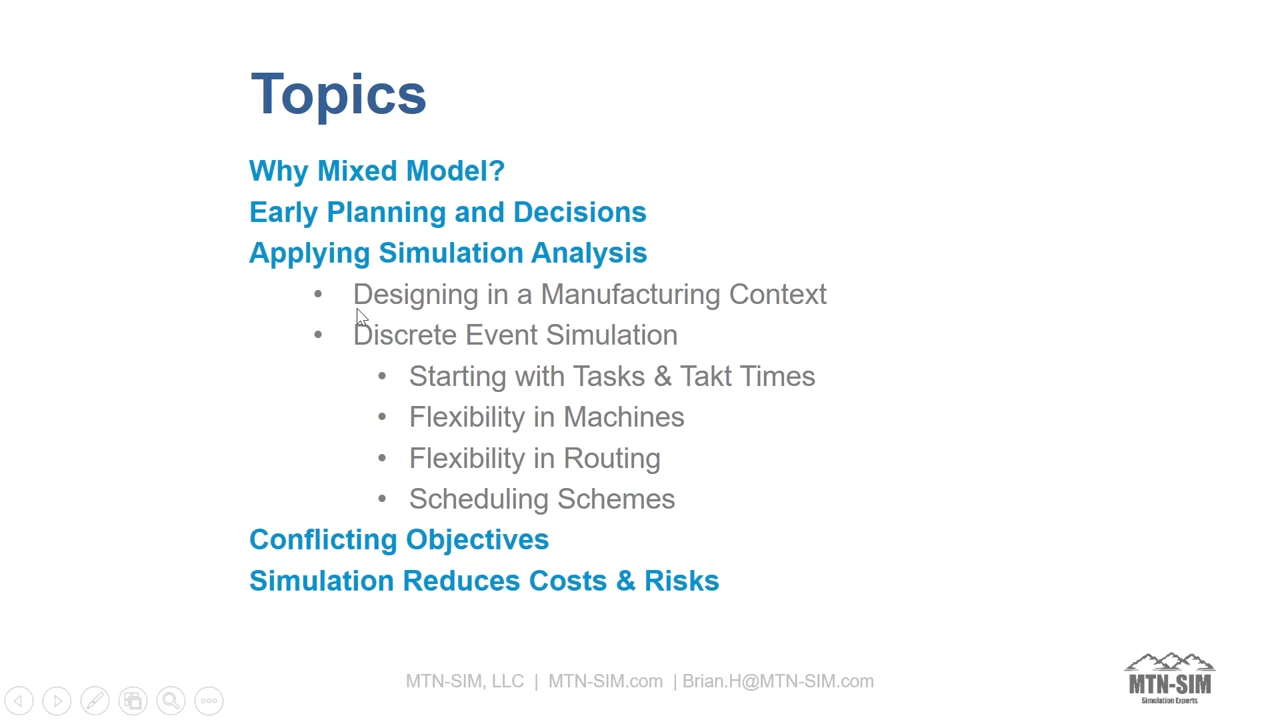 Topics
Why Mixed Model?
Early Planning and Decisions
Applying Simulation Analysis
• Designing in a Manufacturing Context
• Discrete Event Simulation
• Starting with Tasks & Takt Times
• Flexibility in Machines
• Flexibility in Routing
• Scheduling Schemes
Conflicting Objectives
Simulation Reduces Costs & Risks
MTN-SIM, LLC | MTN-SIM.com | Brian.H@MTN-SIM.com
MTN-SIM
Simulation Experts